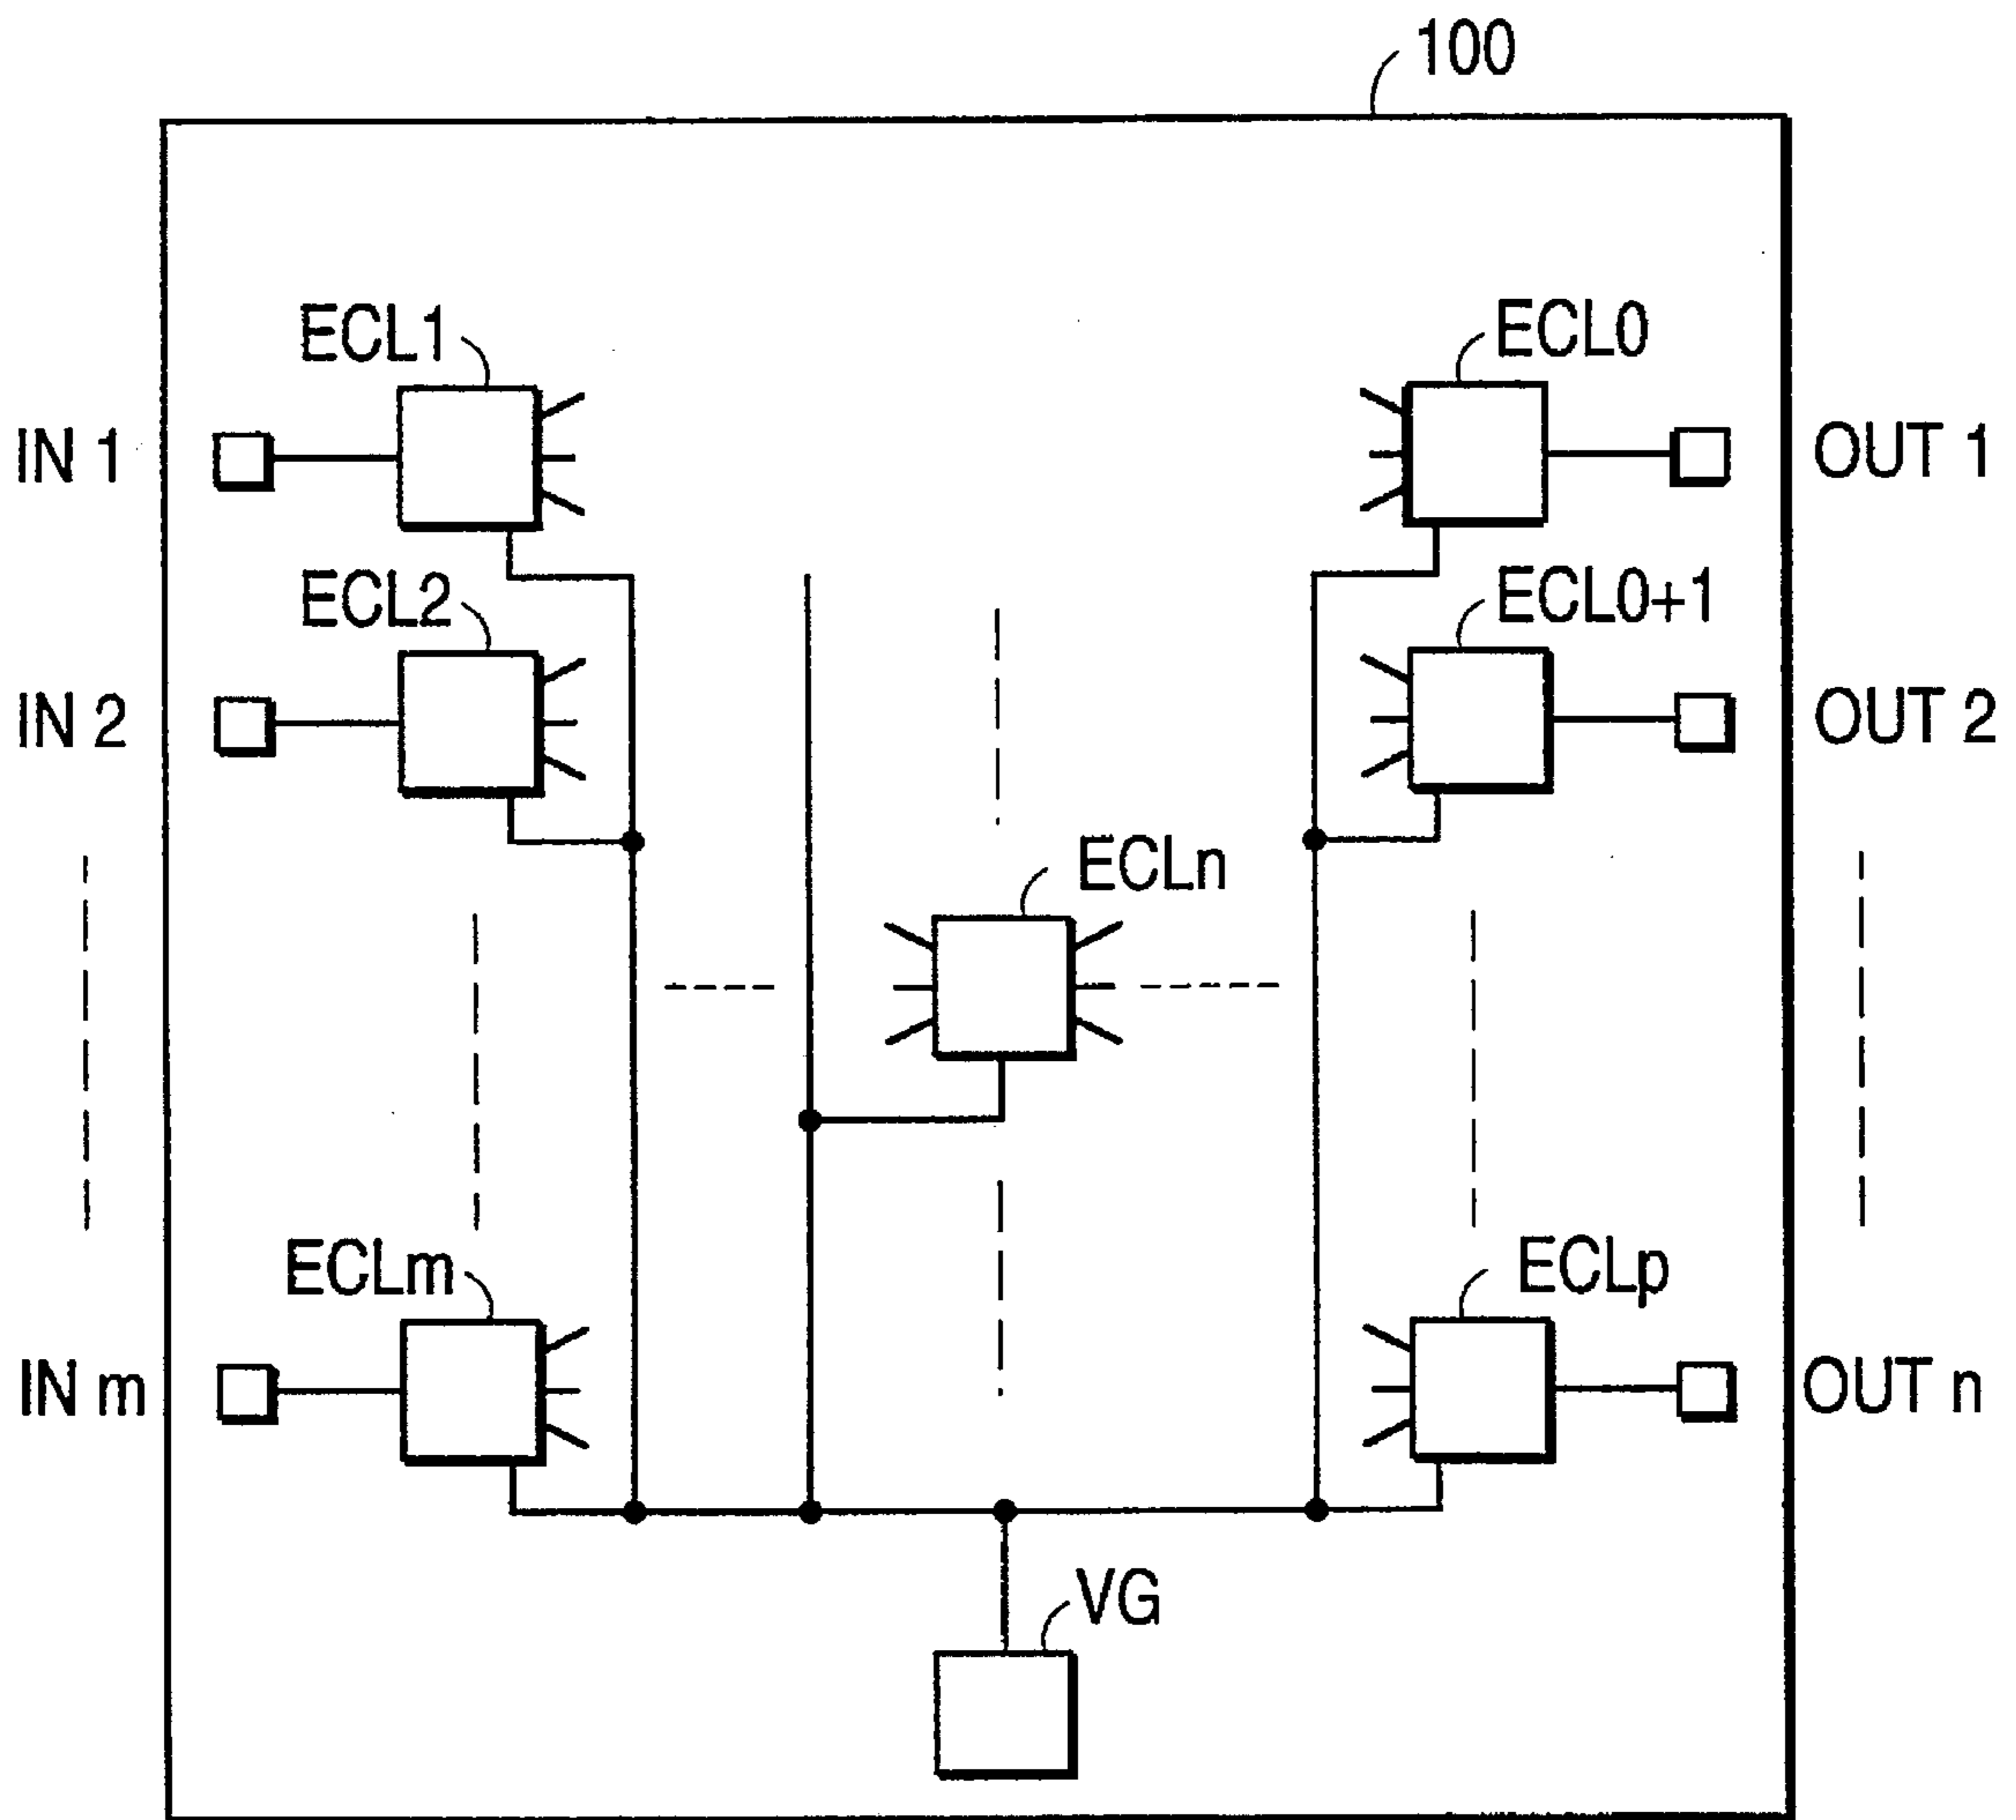 100
ECL1
ECL0
IN 1
OUT 1
ECL2
ECL0+1
IN 2
OUT 2
ECLn
ECLm
ECLp
IN m
OUT n
VG